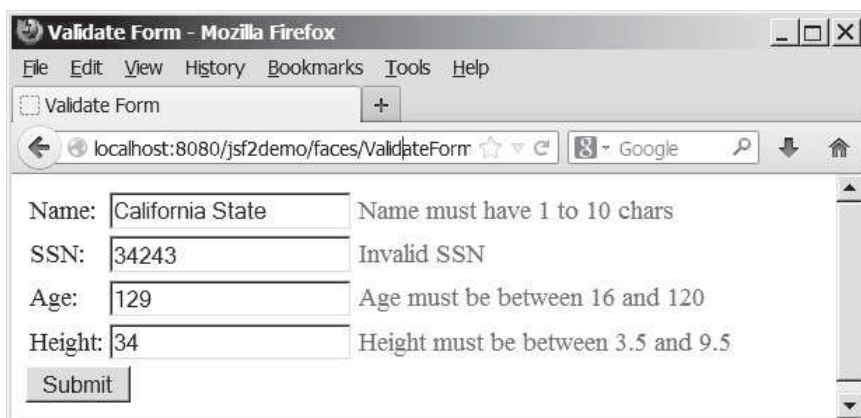 Validate Form - Mozilla Firefox
File Edit View History Bookmarks Tools Help
Validate Form +
localhost:8080/jsf2demo/faces/ValidateForm 8 Google
Name: California State Name must have 1 to 10 chars
SSN: 34243 Invalid SSN
Age: 129 Age must be between 16 and 120
Height: 34 Height must be between 3.5 and 9.5
Submit